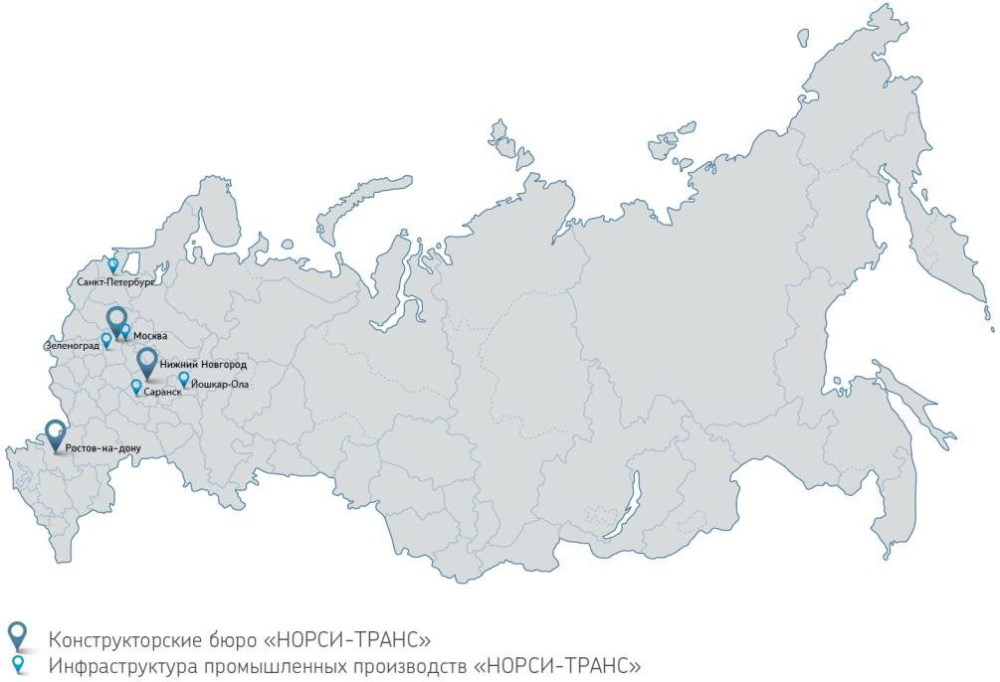 Санкт-Петербург
Москва
Зеленоград
Нижний Новгород
Йошкар-Ола
Саранск
Ростов-на-дону
Конструкторские бюро «НОРСИ-ТРАНС»
Инфраструктура промышленных производств «НОРСИ-ТРАНС»